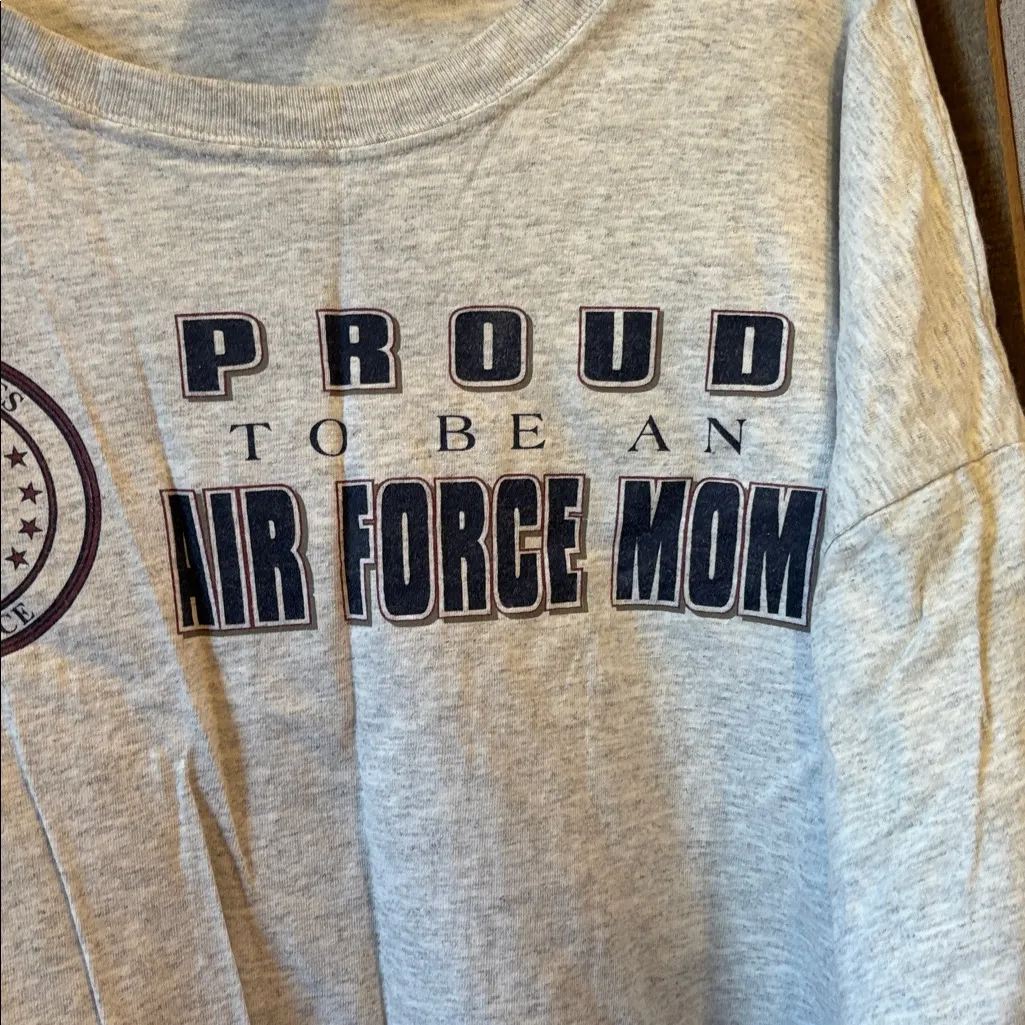 PROUD
TO BE AN
AIR FORCE MOM